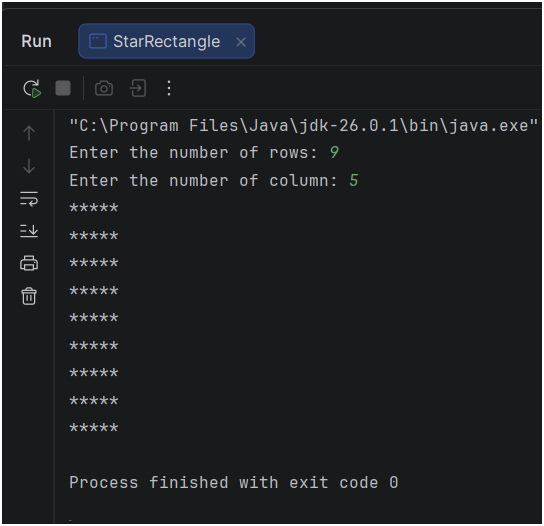 Run StarRectangle
"C:\Program Files\Java\jdk-26.0.1\bin\java.exe"
Enter the number of rows: 9
Enter the number of column: 5
*****
*****
*****
*****
*****
*****
*****
*****
*****
Process finished with exit code 0